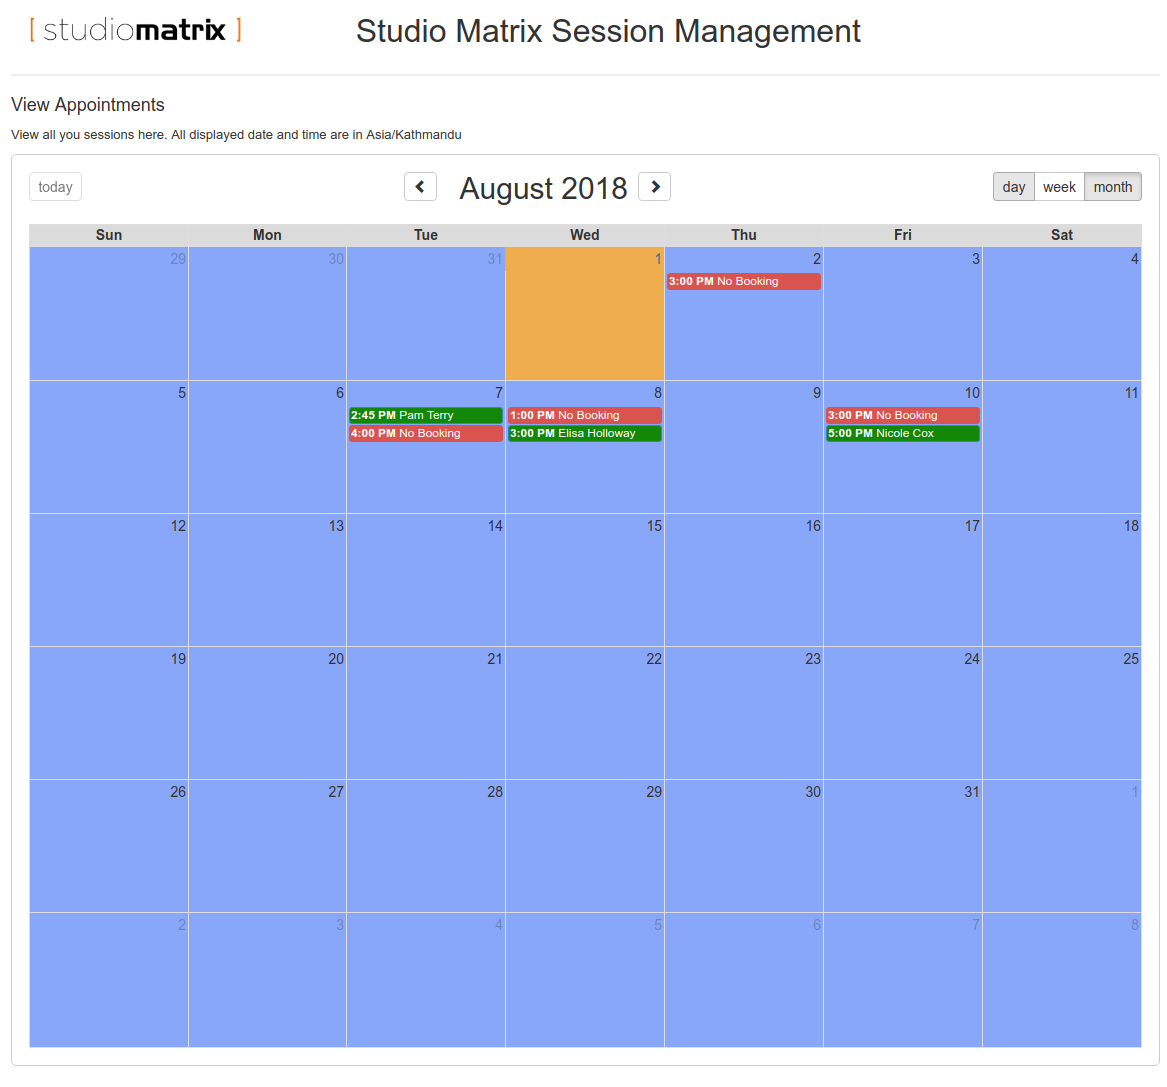 [ studiomatrix ]
Studio Matrix Session Management
View Appointments
View all you sessions here. All displayed date and time are in Asia/Kathmandu
today
August 2018
day week month
Sun Mon Tue Wed Thu Fri Sat
29 30 31 1 2 3 4
3:00 PM No Booking
5 6 7 8 9 10 11
2:45 PM Pam Terry 1:00 PM No Booking 3:00 PM No Booking
4:00 PM No Booking 3:00 PM Elisa Holloway 5:00 PM Nicole Cox
12 13 14 15 16 17 18
19 20 21 22 23 24 25
26 27 28 29 30 31 1
2 3 4 5 6 7 8